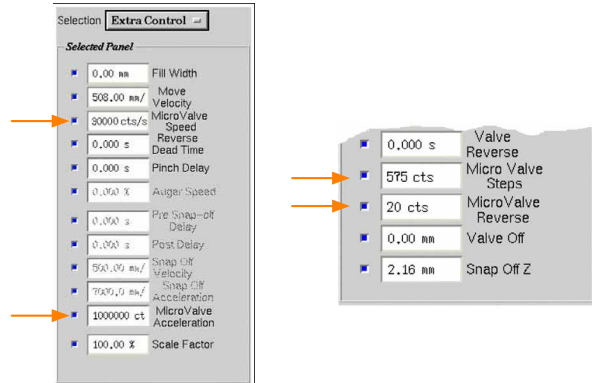 Selection Extra Control
Selected Panel
0.00 mm Fill Width
508.00 mm/ Move
Velocity
30000 cts/s MicroValve
Speed
0.000 s Reverse
Dead Time
0.000 s Pinch Delay
0.000 % Auger Speed
0.000 s Pre Snap-off
Delay
0.000 s Post Delay
500.00 mm/ Snap Off
Velocity
7000.0 mm/ Snap Off
Acceleration
1000000 ct MicroValve
Acceleration
100.00 % Scale Factor
0.000 s Valve
Reverse
575 cts Micro Valve
Steps
20 cts MicroValve
Reverse
0.00 mm Valve Off
2.16 mm Snap Off Z